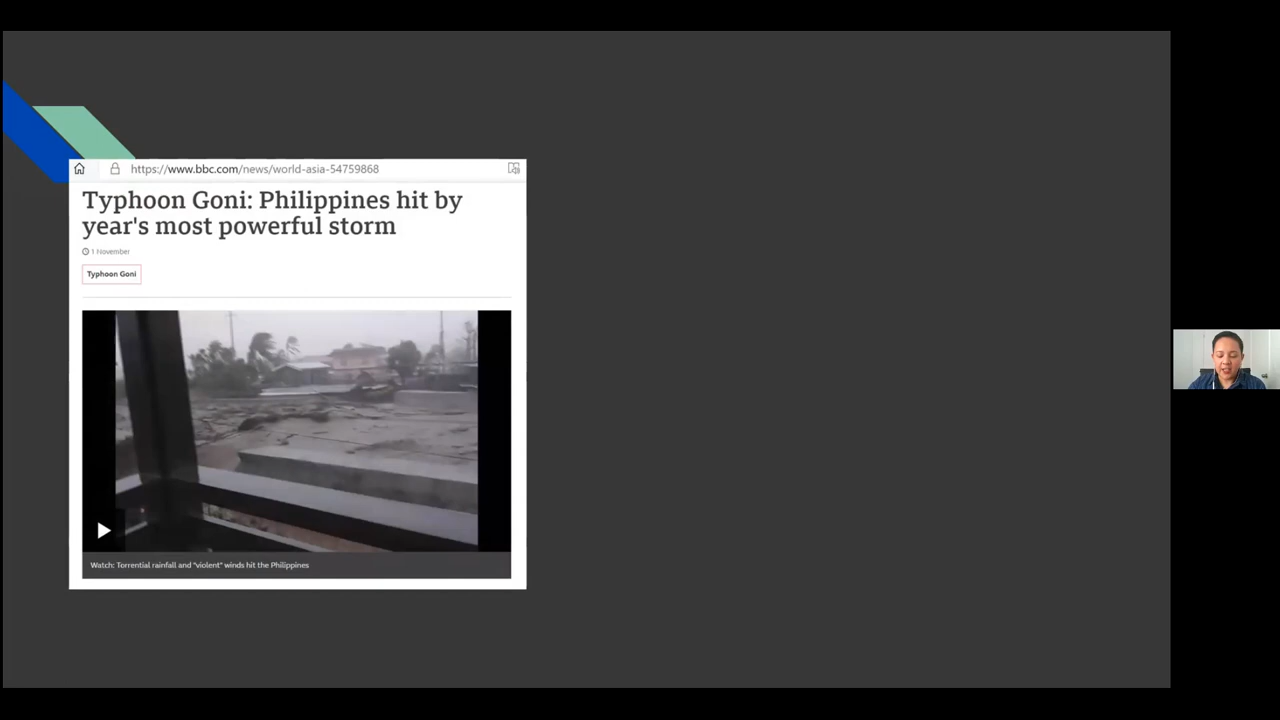 https://www.bbc.com/news/world-asia-54759868
Typhoon Goni: Philippines hit by
year's most powerful storm
1 November
Typhoon Goni
Watch: Torrential rainfall and "violent" winds hit the Philippines